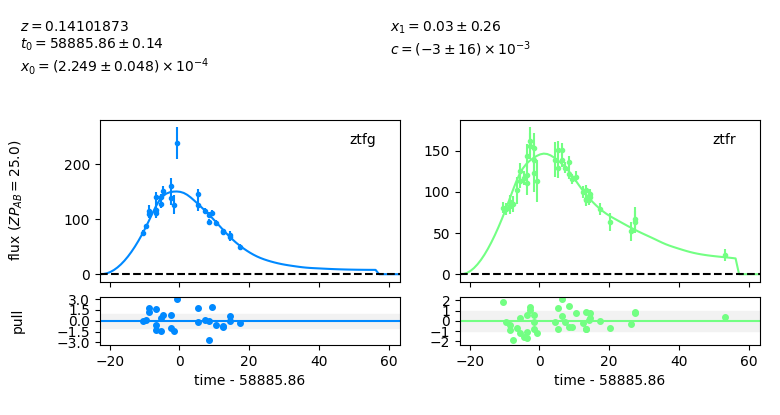 z = 0.14101873
t₀ = 58885.86 ± 0.14
x₀ = (2.249 ± 0.048) × 10⁻⁴
x₁ = 0.03 ± 0.26
c = (−3 ± 16) × 10⁻³
flux (ZP_AB = 25.0)
200
100
0
ztfg
150
100
50
0
ztfr
pull
3.0
1.5
0.0
−1.5
−3.0
−20 0 20 40 60
time - 58885.86
2
1
0
−1
−2
−20 0 20 40 60
time - 58885.86